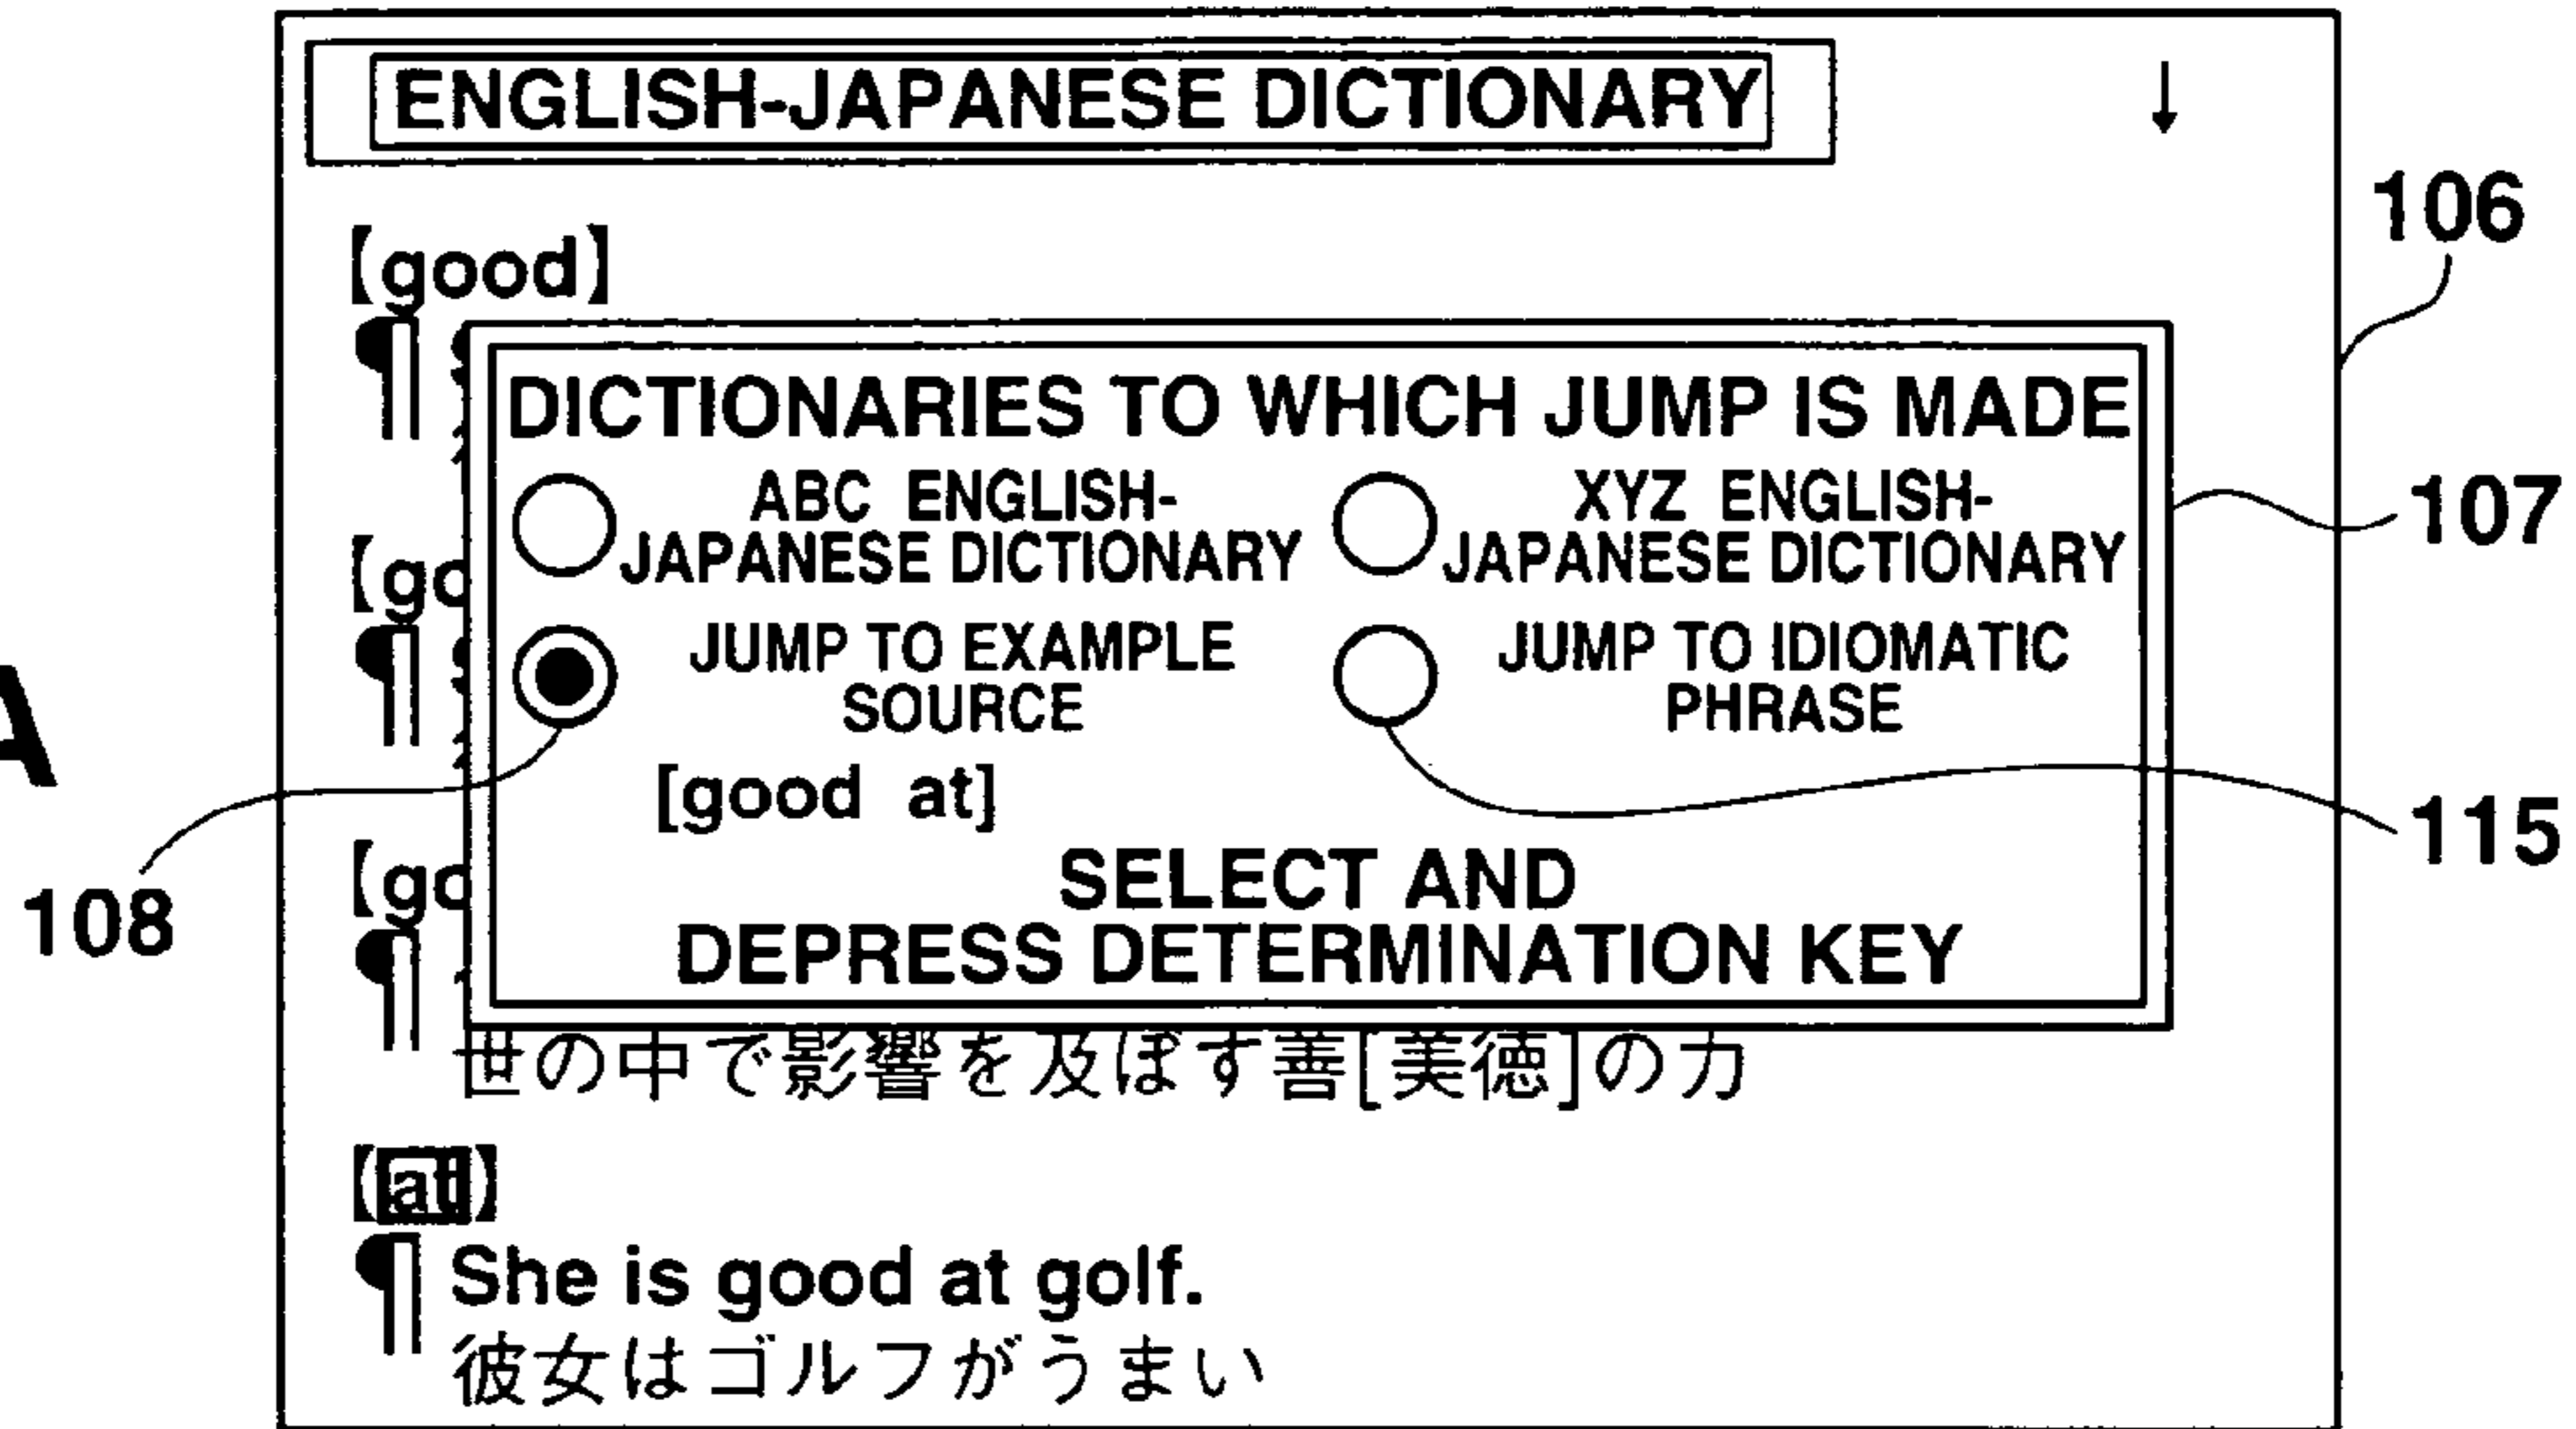 ENGLISH-JAPANESE DICTIONARY ↓
106
【good】
¶
DICTIONARIES TO WHICH JUMP IS MADE
ABC ENGLISH-
JAPANESE DICTIONARY
XYZ ENGLISH-
JAPANESE DICTIONARY
107
【go
¶
JUMP TO EXAMPLE
SOURCE
JUMP TO IDIOMATIC
PHRASE
A
[good at]
115
108
【go
¶
SELECT AND
DEPRESS DETERMINATION KEY
世の中で影響を及ぼす善[美徳]の力
【at】
¶ She is good at golf.
彼女はゴルフがうまい